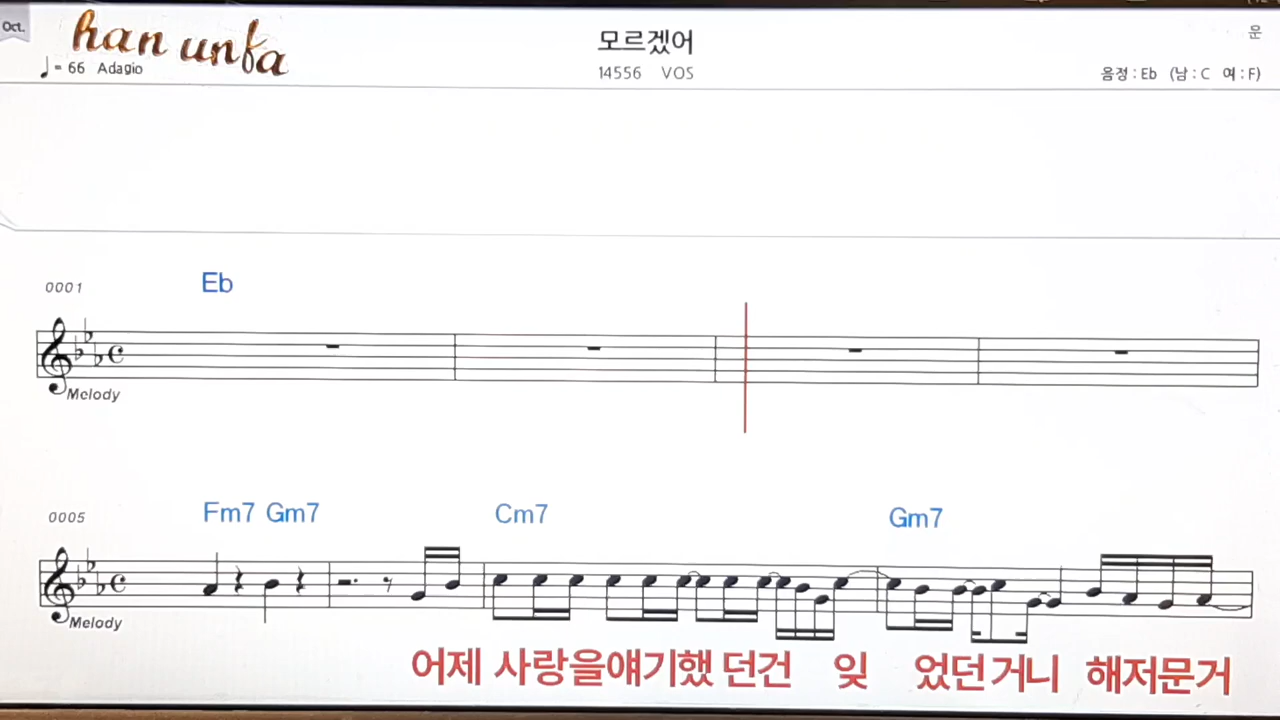 Oct.
han unfa
모르겠어
운
♩= 66 Adagio
14556 VOS
음정 : Eb (남 : C 여 : F)
Eb
0001
Melody
Fm7 Gm7 Cm7 Gm7
0005
Melody
어제 사랑을얘기했 던건 잊 었던거니 해저문거